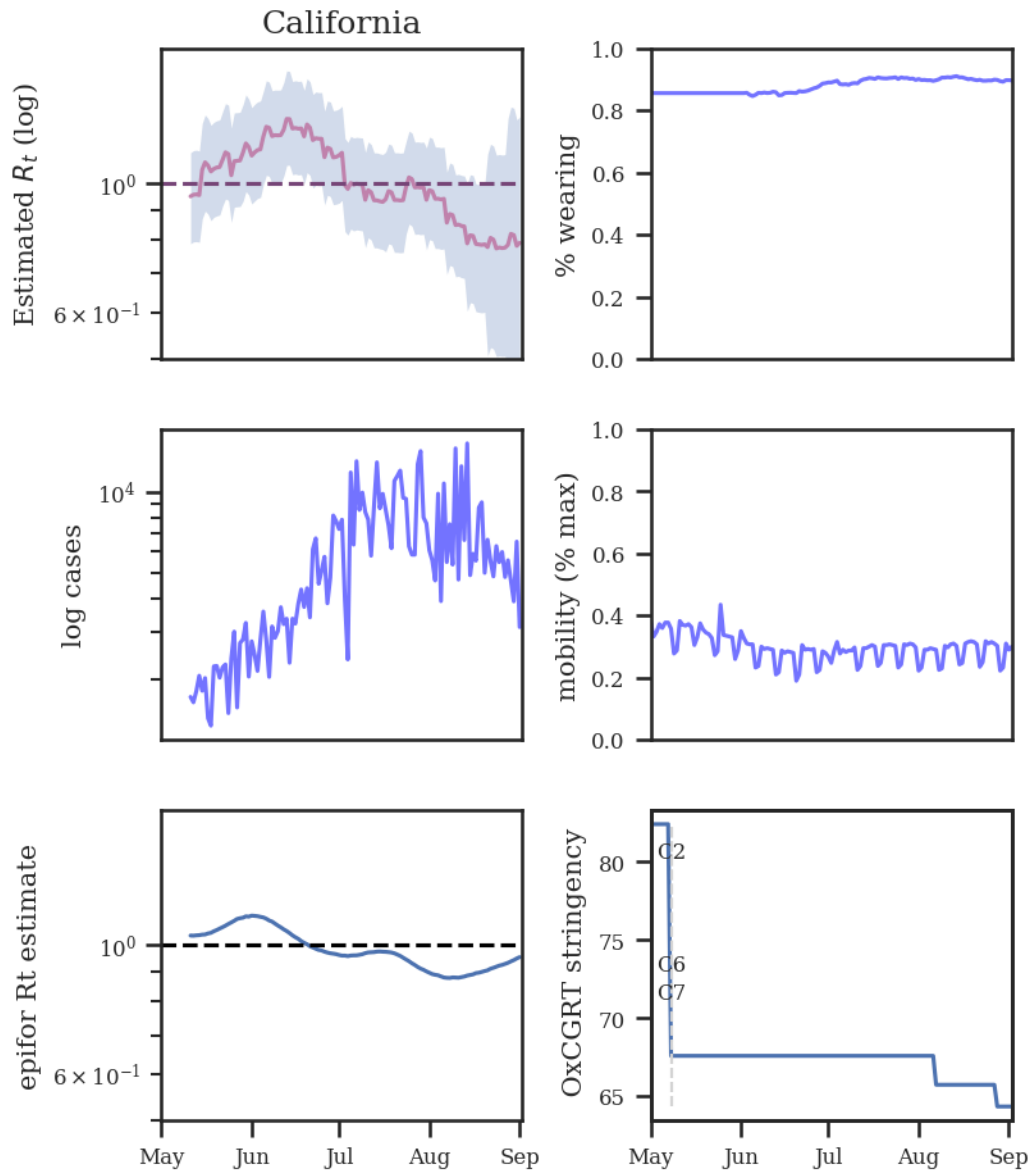 California
Estimated Rt (log)
10^0
6 × 10^-1
% wearing
1.0
0.8
0.6
0.4
0.2
0.0
log cases
10^4
mobility (% max)
1.0
0.8
0.6
0.4
0.2
0.0
epifor Rt estimate
10^0
6 × 10^-1
May Jun Jul Aug Sep
OxCGRT stringency
80
75
70
65
C2
C6
C7
May Jun Jul Aug Sep